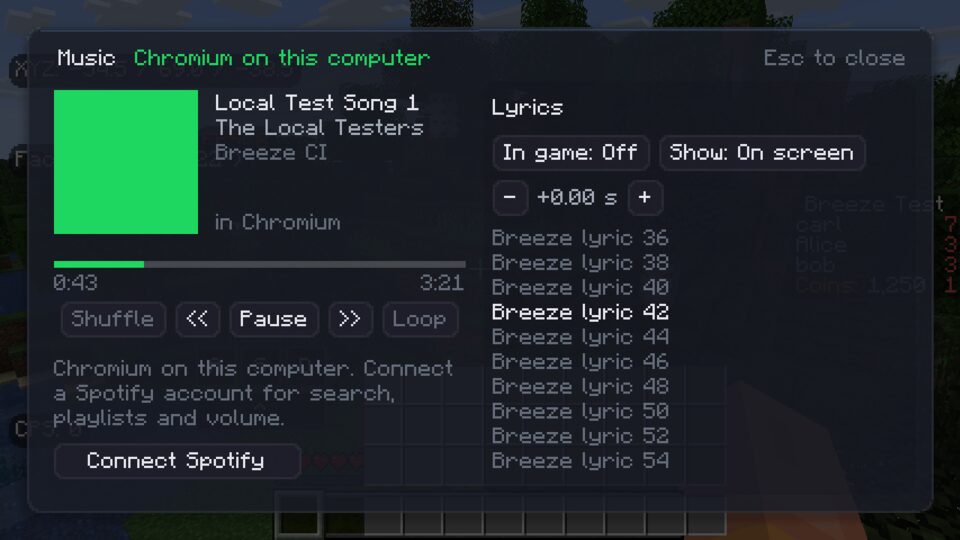 Music Chromium on this computer
Esc to close
Local Test Song 1
The Local Testers
Breeze CI
in Chromium
0:43
3:21
Shuffle << Pause >> Loop
Chromium on this computer. Connect
a Spotify account for search,
playlists and volume.
Connect Spotify
Lyrics
In game: Off Show: On screen
- +0.00 s +
Breeze lyric 36
Breeze lyric 38
Breeze lyric 40
Breeze lyric 42
Breeze lyric 44
Breeze lyric 46
Breeze lyric 48
Breeze lyric 50
Breeze lyric 52
Breeze lyric 54
Breeze Test
carl 7
Alice 3
bob 3
Coins: 1,250 1